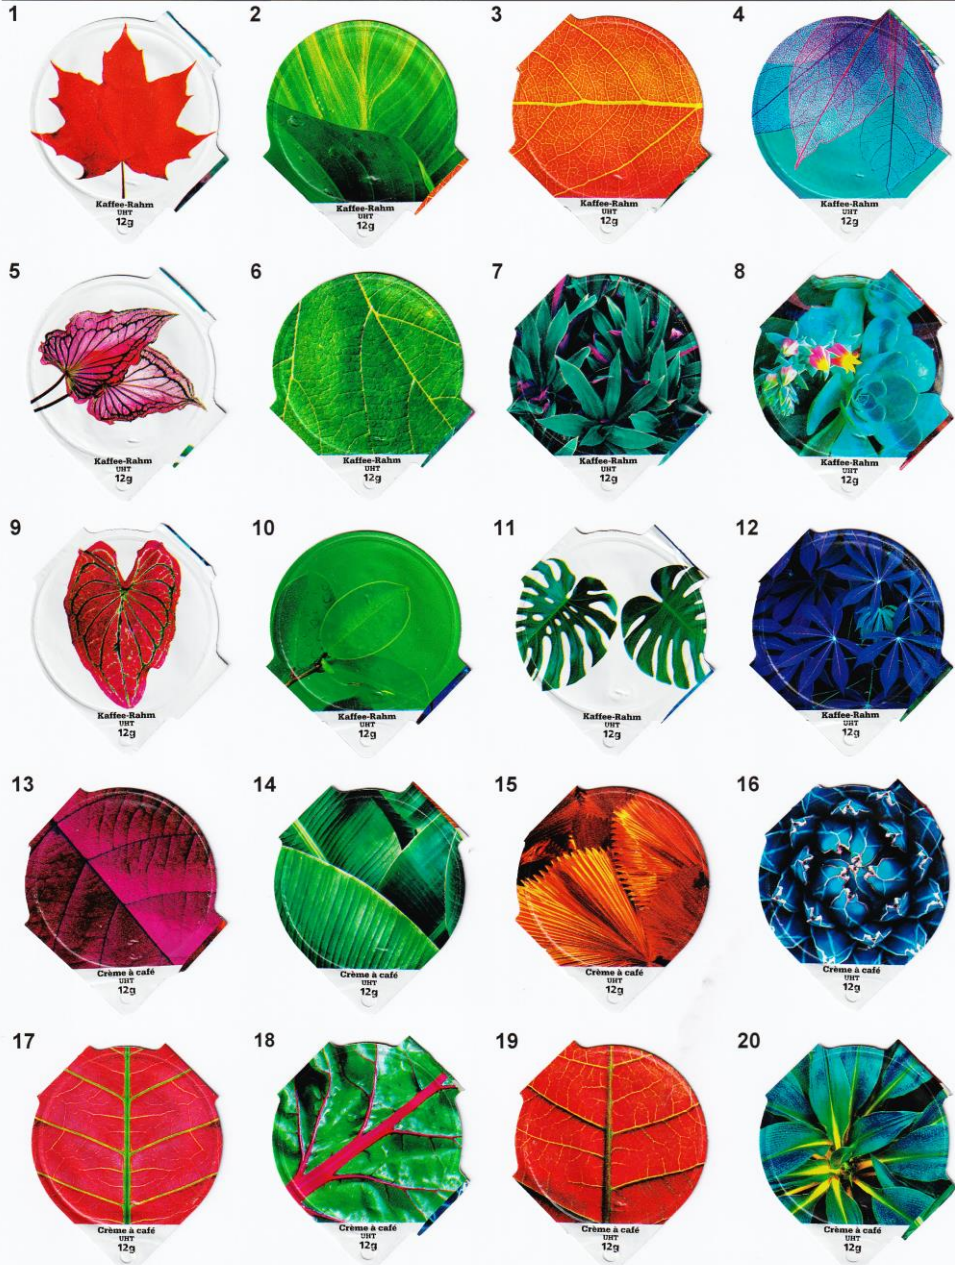 1 2 3 4
Kaffee-Rahm Kaffee-Rahm Kaffee-Rahm Kaffee-Rahm
UHT UHT UHT UHT
12g 12g 12g 12g
5 6 7 8
Kaffee-Rahm Kaffee-Rahm Kaffee-Rahm Kaffee-Rahm
UHT UHT UHT UHT
12g 12g 12g 12g
9 10 11 12
Kaffee-Rahm Kaffee-Rahm Kaffee-Rahm Kaffee-Rahm
UHT UHT UHT UHT
12g 12g 12g 12g
13 14 15 16
Crème à café Crème à café Crème à café Crème à café
UHT UHT UHT UHT
12g 12g 12g 12g
17 18 19 20
Crème à café Crème à café Crème à café Crème à café
UHT UHT UHT UHT
12g 12g 12g 12g